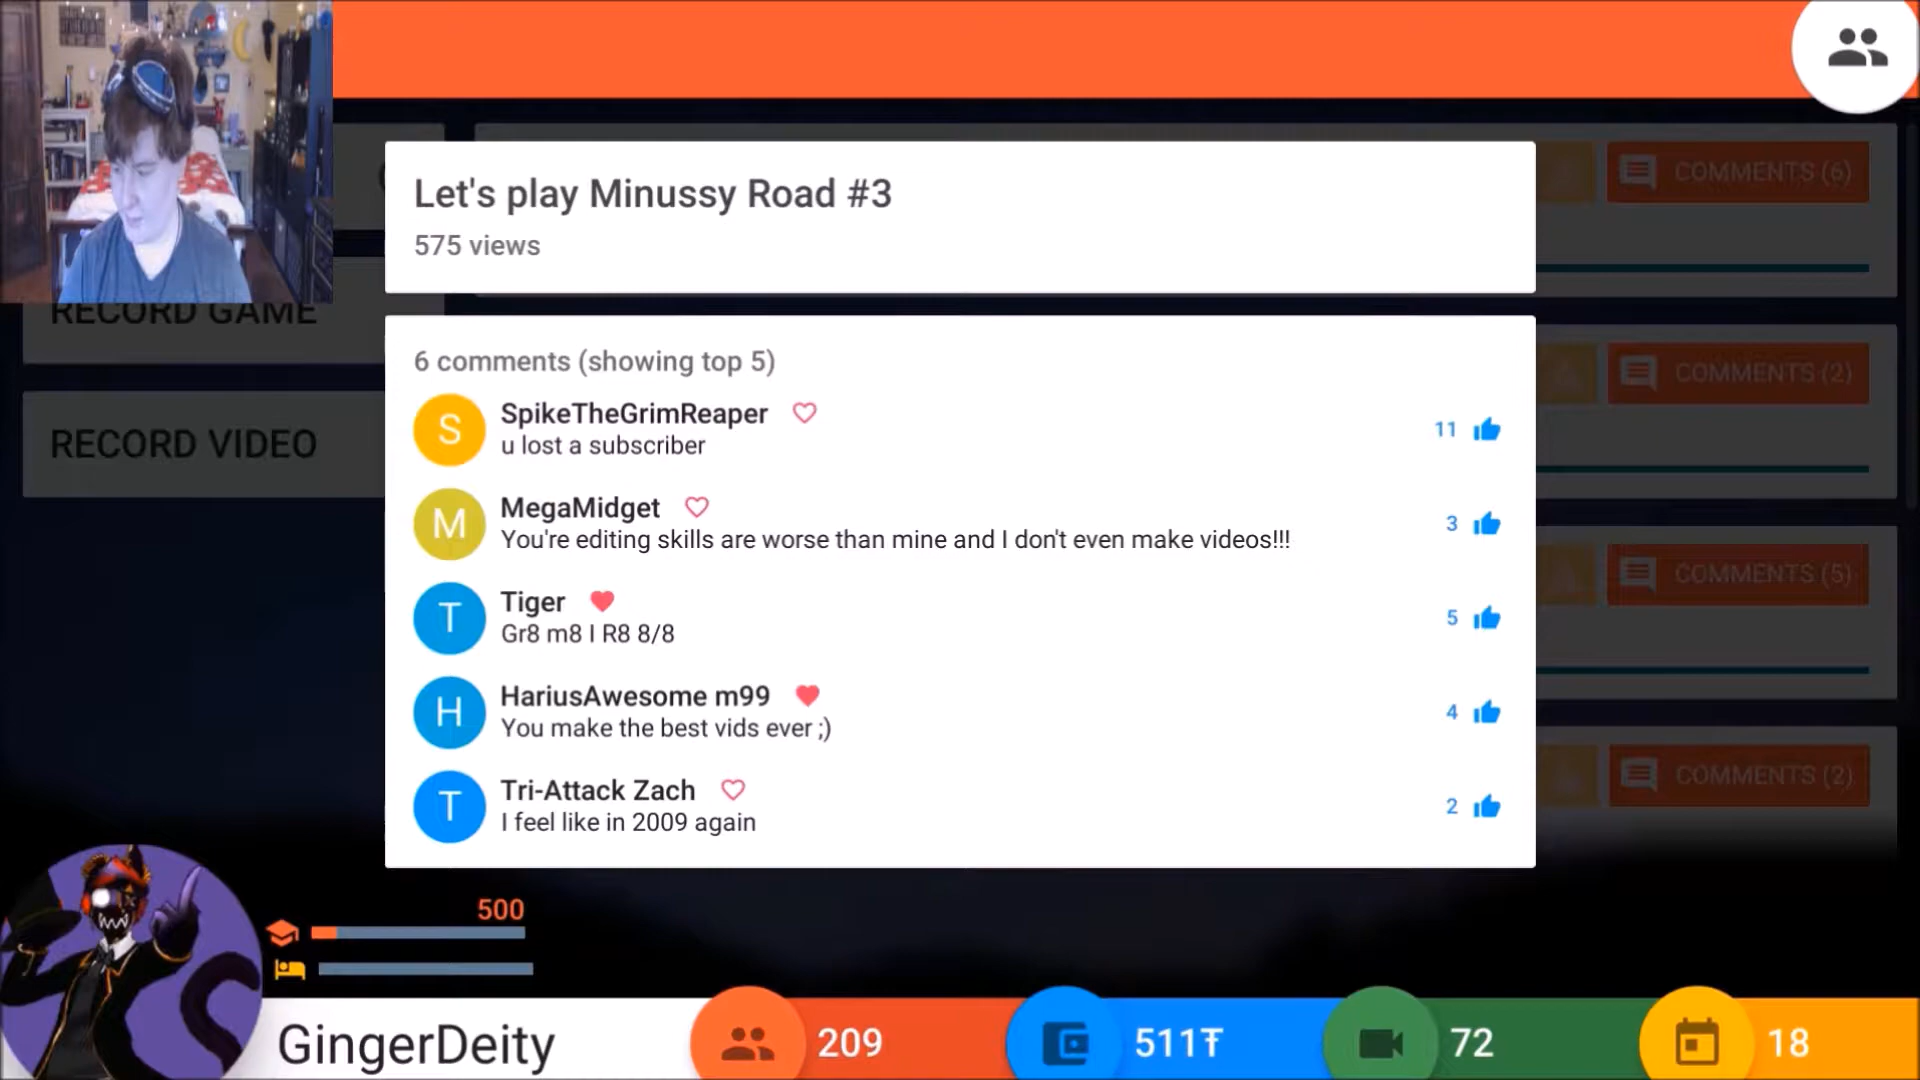 COMMENTS (6)
Let's play Minussy Road #3
575 views
RECORD GAME
6 comments (showing top 5)
COMMENTS (2)
S
SpikeTheGrimReaper
u lost a subscriber
11
RECORD VIDEO
M
MegaMidget
You're editing skills are worse than mine and I don't even make videos!!!
3
COMMENTS (5)
T
Tiger
Gr8 m8 I R8 8/8
5
H
HariusAwesome m99
You make the best vids ever ;)
4
COMMENTS (2)
T
Tri-Attack Zach
I feel like in 2009 again
2
500
GingerDeity
209
511Ŧ
72
18